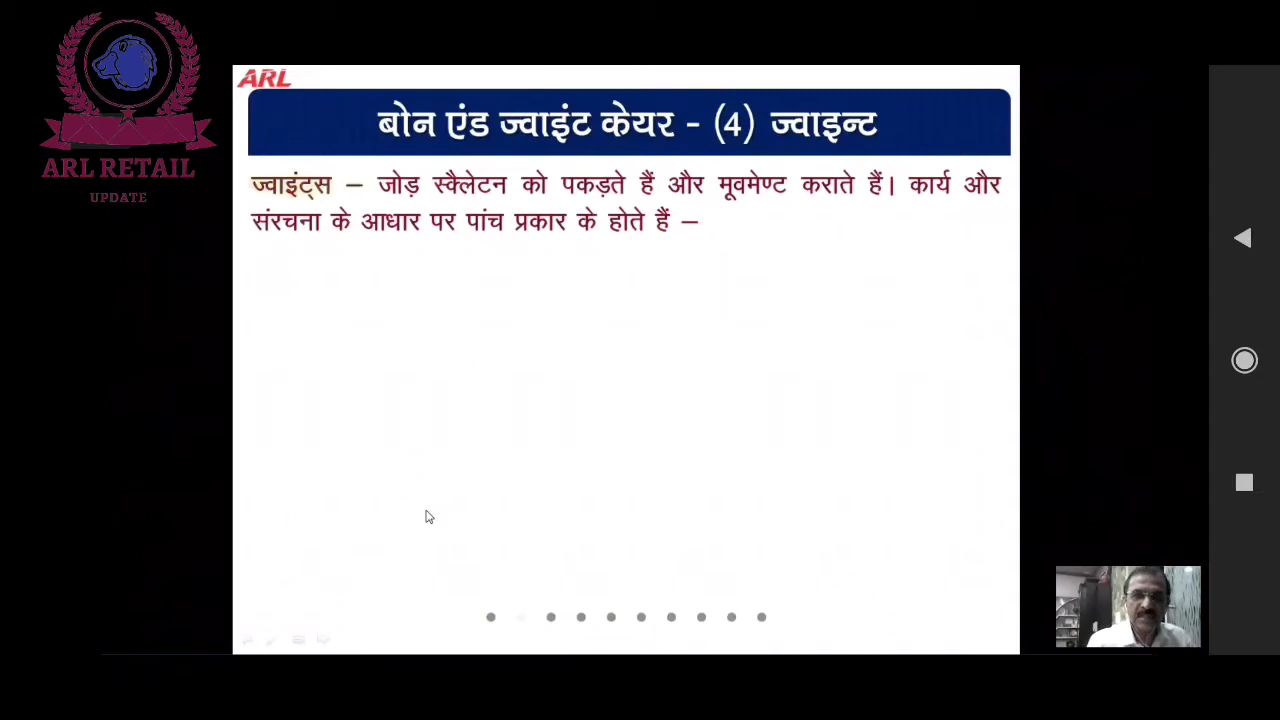 ARL
बोन एंड ज्वाइंट केयर - (4) ज्वाइन्ट
ज्वाइंट्स – जोड़ स्कैलेटन को पकड़ते हैं और मूवमेण्ट कराते हैं। कार्य और
संरचना के आधार पर पांच प्रकार के होते हैं –
ARL RETAIL
UPDATE